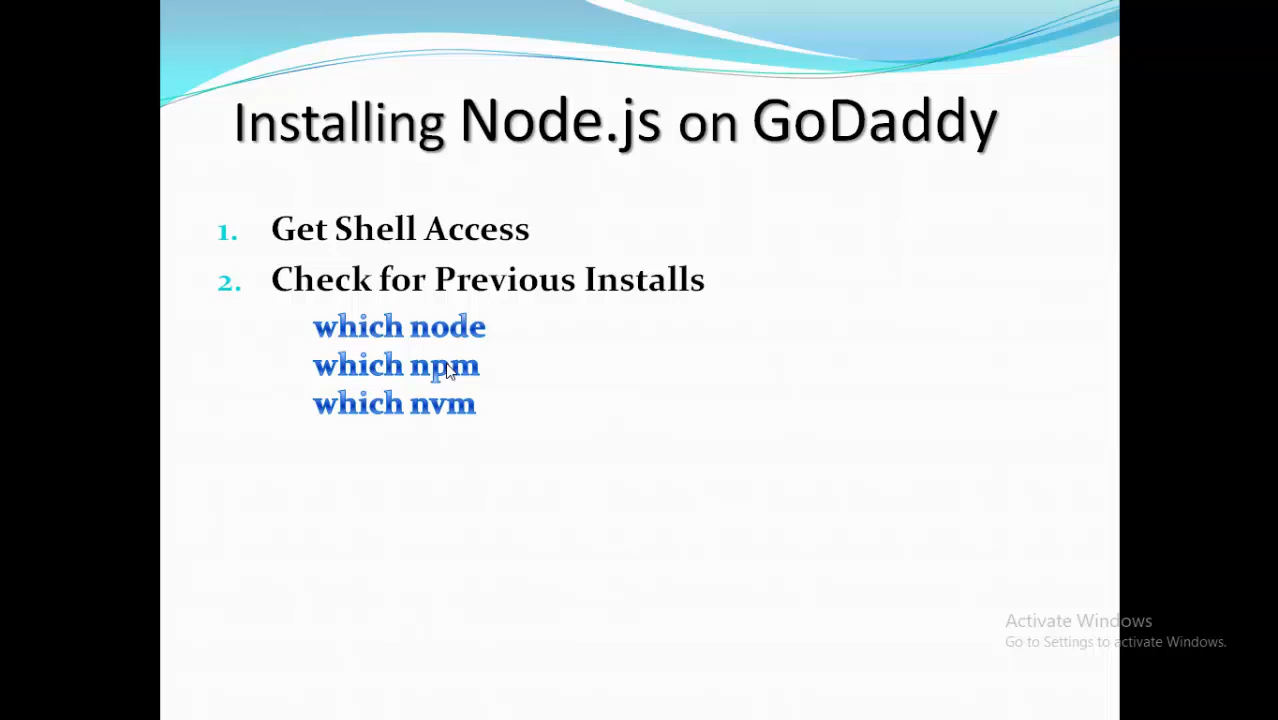 Installing Node.js on GoDaddy
1. Get Shell Access
2. Check for Previous Installs
which node
which npm
which nvm
Activate Windows
Go to Settings to activate Windows.